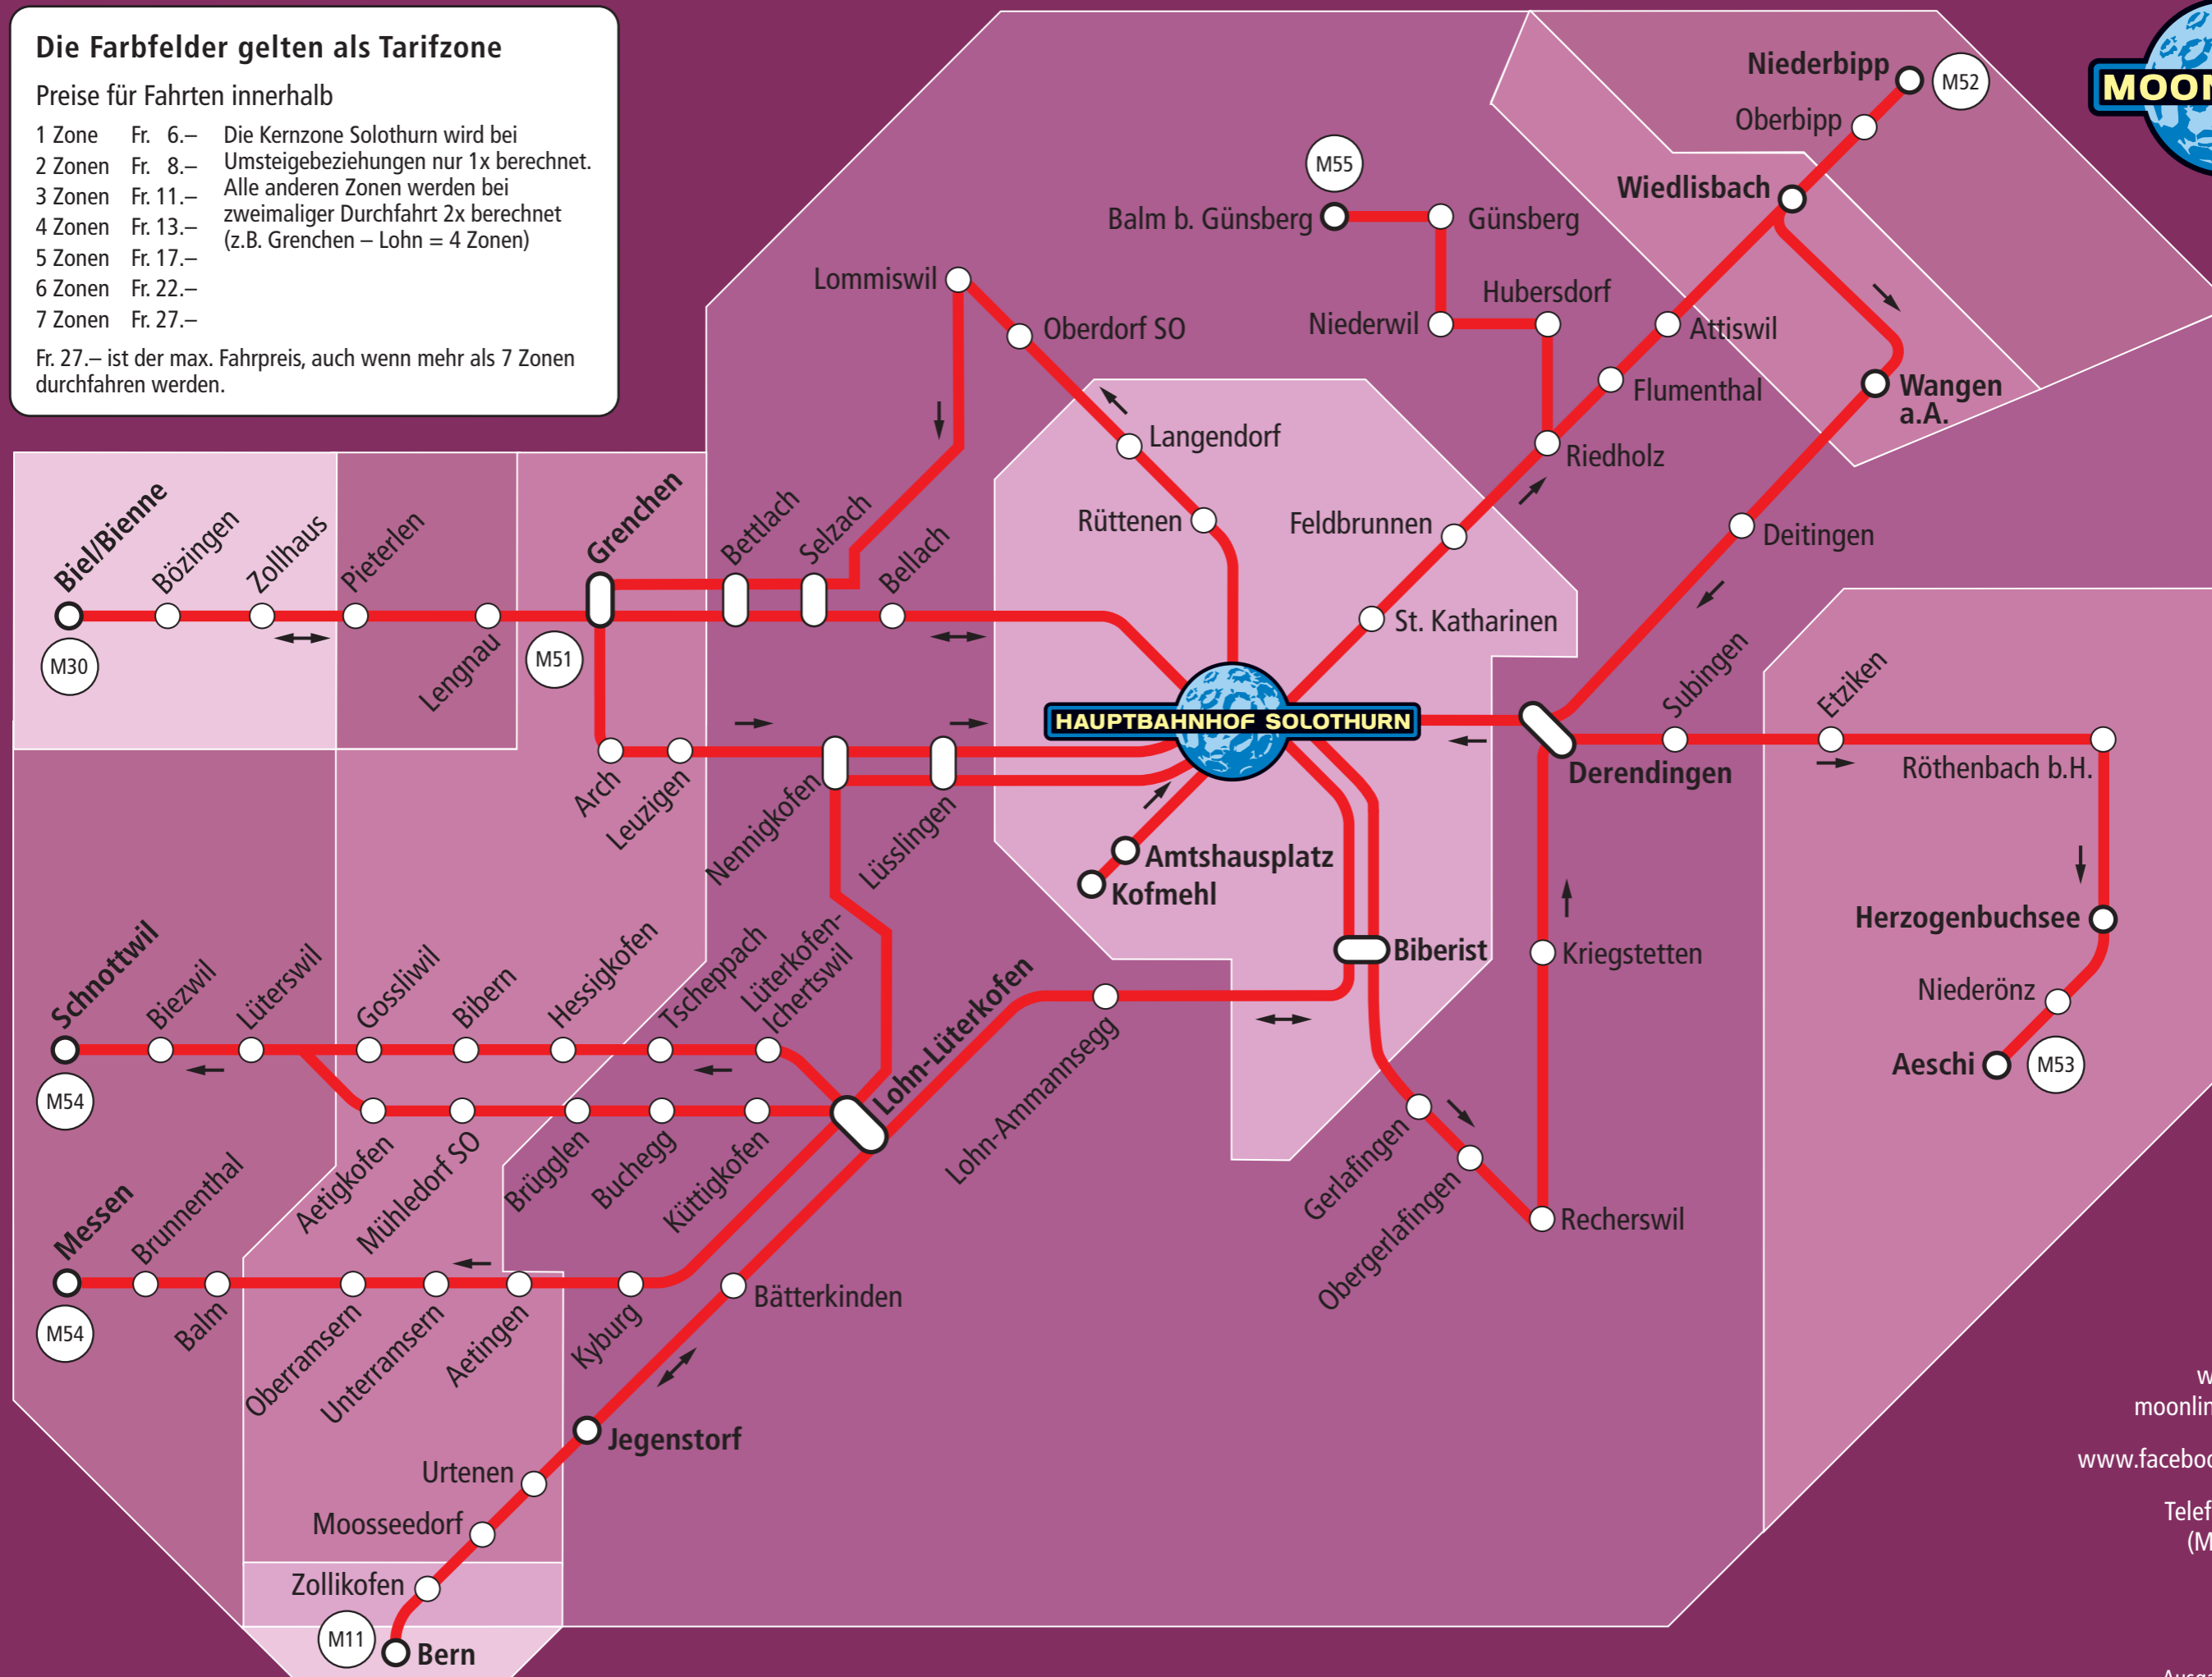 Die Farbfelder gelten als Tarifzone
Preise für Fahrten innerhalb
1 Zone Fr. 6.–
2 Zonen Fr. 8.–
3 Zonen Fr. 11.–
4 Zonen Fr. 13.–
5 Zonen Fr. 17.–
6 Zonen Fr. 22.–
7 Zonen Fr. 27.–
Die Kernzone Solothurn wird bei
Umsteigebeziehungen nur 1x berechnet.
Alle anderen Zonen werden bei
zweimaliger Durchfahrt 2x berechnet
(z.B. Grenchen – Lohn = 4 Zonen)
Fr. 27.– ist der max. Fahrpreis, auch wenn mehr als 7 Zonen
durchfahren werden.
MOON
Niederbipp
M52
Oberbipp
Wiedlisbach
M55
Balm b. Günsberg
Günsberg
Hubersdorf
Niederwil
Attiswil
Flumenthal
Wangen
a.A.
Riedholz
Deitingen
Lommiswil
Oberdorf SO
Langendorf
Rüttenen
Feldbrunnen
St. Katharinen
Biel/Bienne
Bözingen
Zollhaus
Pieterlen
Lengnau
Grenchen
Bettlach
Selzach
Bellach
M30
M51
HAUPTBAHNHOF SOLOTHURN
Arch
Leuzigen
Nennigkofen
Lüsslingen
Amtshausplatz
Kofmehl
Biberist
Derendingen
Subingen
Etziken
Röthenbach b.H.
Herzogenbuchsee
Niederönz
Aeschi
M53
Kriegstetten
Recherswil
Gerlafingen
Obergerlafingen
Schnottwil
Biezwil
Lüterswil
Gossliwil
Bibern
Hessigkofen
Tscheppach
Lüterkofen-
Ichertswil
Lohn-Lüterkofen
Lohn-Ammannsegg
M54
Aetigkofen
Mühledorf SO
Brügglen
Buchegg
Küttigkofen
Messen
Brunnenthal
Balm
Oberramsern
Unterramsern
Aetingen
Kyburg
M54
Bätterkinden
Jegenstorf
Urtenen
Moosseedorf
Zollikofen
M11
Bern
w
moonlin
www.faceboo
Telef
(M